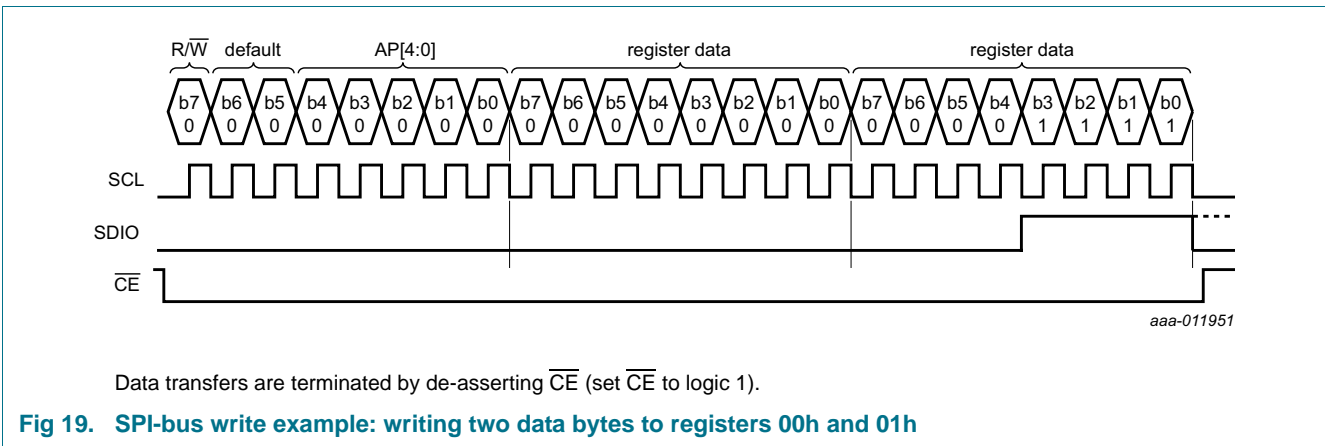 R/W̅ default AP[4:0] register data register data
b7 b6 b5 b4 b3 b2 b1 b0 b7 b6 b5 b4 b3 b2 b1 b0 b7 b6 b5 b4 b3 b2 b1 b0
0 0 0 0 0 0 0 0 0 0 0 0 0 0 0 0 0 0 0 0 1 1 1 1
SCL
SDIO
C̅E̅
aaa-011951
Data transfers are terminated by de-asserting C̅E̅ (set C̅E̅ to logic 1).
Fig 19. SPI-bus write example: writing two data bytes to registers 00h and 01h